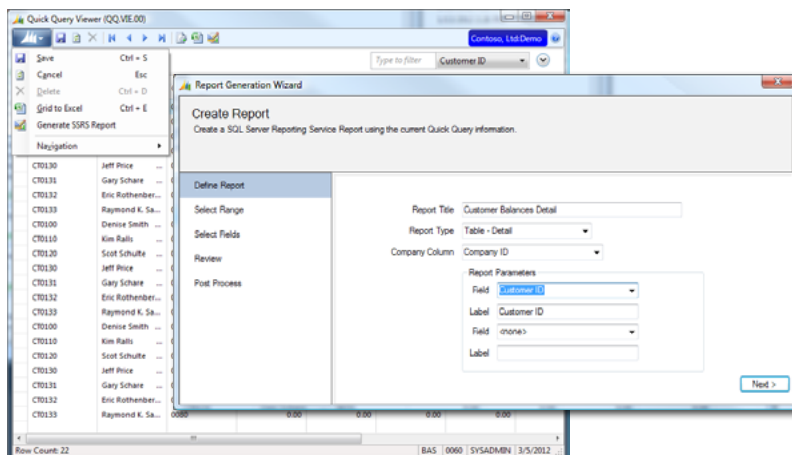 Quick Query Viewer (QQ.VIE.00)
Contoso, Ltd:Demo
Save Ctrl + S
Cancel Esc
Delete Ctrl + D
Grid to Excel Ctrl + E
Generate SSRS Report
Navigation
Type to filter Customer ID
CT0130 Jeff Price ...
CT0131 Gary Schare ...
CT0132 Eric Rothenber...
CT0133 Raymond K. Sa...
CT0100 Denise Smith ...
CT0110 Kim Ralls ...
CT0120 Scot Schulte ...
CT0130 Jeff Price ...
CT0131 Gary Schare ...
CT0132 Eric Rothenber...
CT0133 Raymond K. Sa...
CT0100 Denise Smith ...
CT0110 Kim Ralls ...
CT0120 Scot Schulte ...
CT0130 Jeff Price ...
CT0131 Gary Schare ...
CT0132 Eric Rothenber...
CT0133 Raymond K. Sa... 0060 0.00 0.00 0.00 0.00
Row Count: 22 BAS 0060 SYSADMIN 3/5/2012
Report Generation Wizard
Create Report
Create a SQL Server Reporting Service Report using the current Quick Query information.
Define Report
Select Range
Select Fields
Review
Post Process
Report Title Customer Balances Detail
Report Type Table - Detail
Company Column Company ID
Report Parameters
Field Customer ID
Label Customer ID
Field <none>
Label
Next >